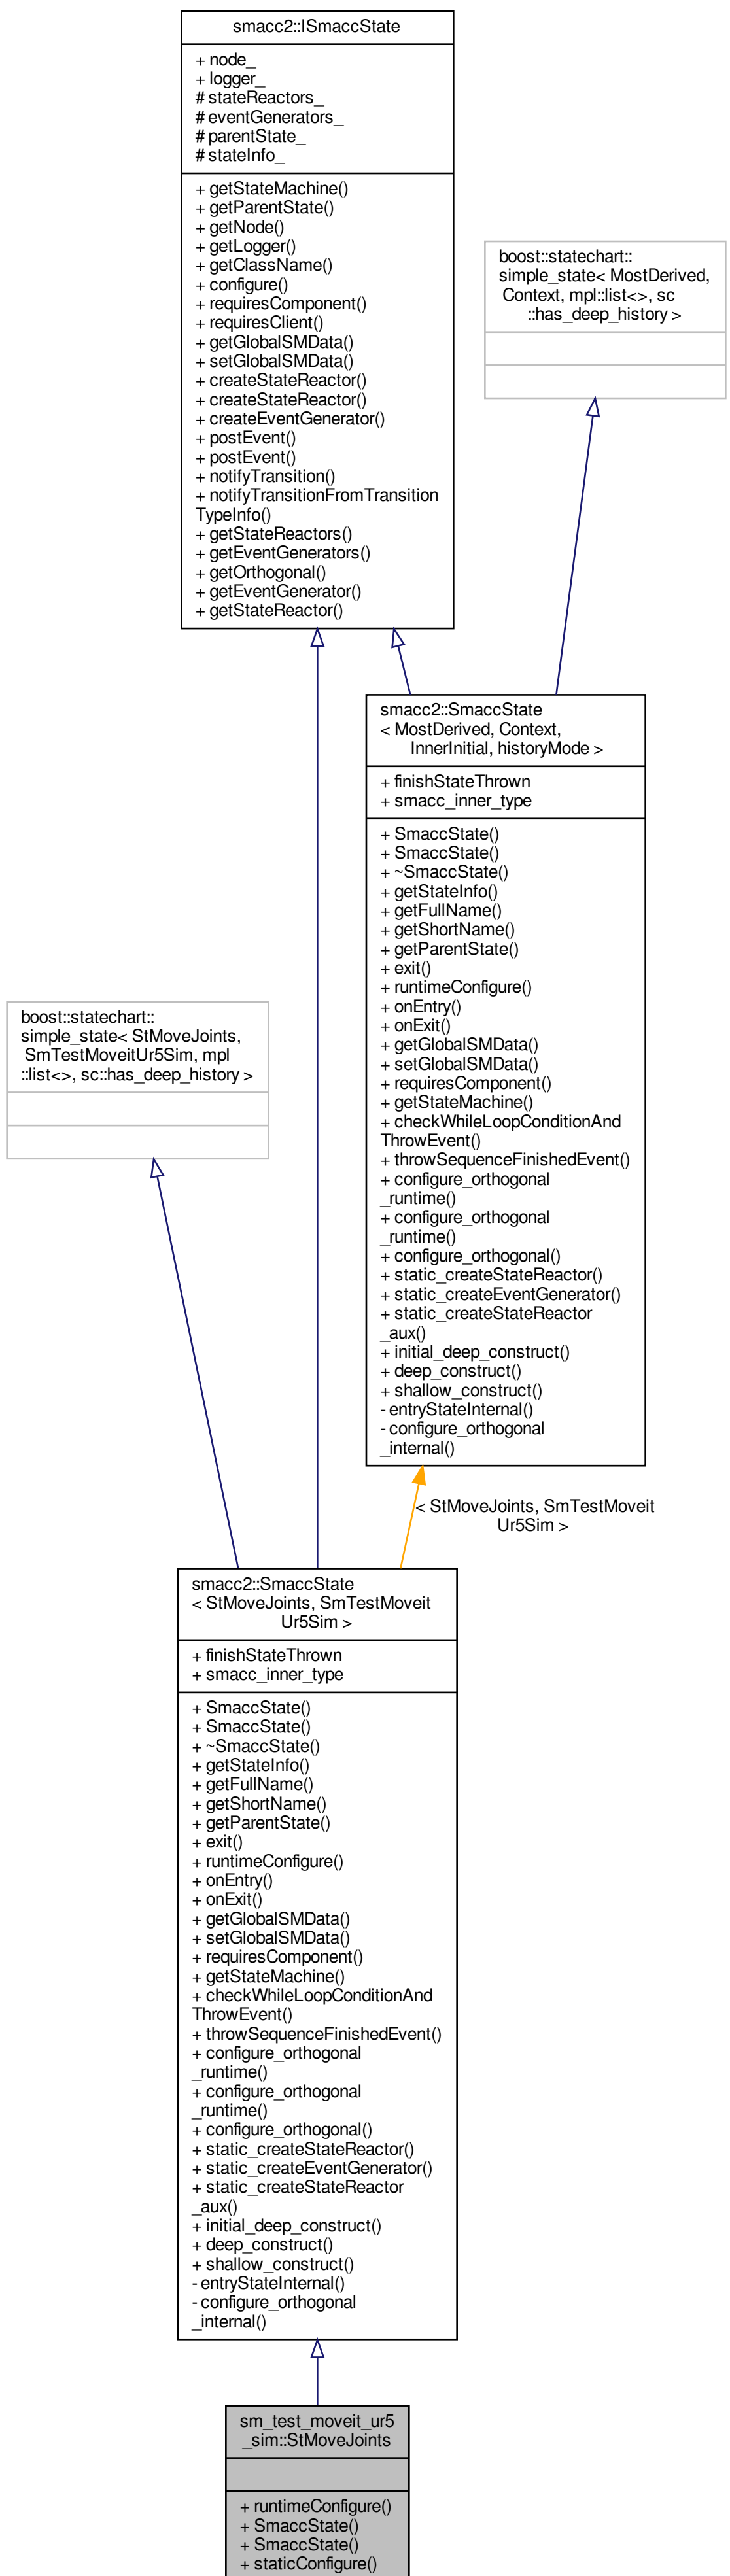 smacc2::ISmaccState
+ node_
+ logger_
# stateReactors_
# eventGenerators_
# parentState_
# stateInfo_
+ getStateMachine()
+ getParentState()
+ getNode()
+ getLogger()
+ getClassName()
+ configure()
+ requiresComponent()
+ requiresClient()
+ getGlobalSMData()
+ setGlobalSMData()
+ createStateReactor()
+ createStateReactor()
+ createEventGenerator()
+ postEvent()
+ postEvent()
+ notifyTransition()
+ notifyTransitionFromTransition
TypeInfo()
+ getStateReactors()
+ getEventGenerators()
+ getOrthogonal()
+ getEventGenerator()
+ getStateReactor()
boost::statechart::
simple_state< MostDerived,
Context, mpl::list<>, sc
::has_deep_history >
smacc2::SmaccState
< MostDerived, Context,
InnerInitial, historyMode >
+ finishStateThrown
+ smacc_inner_type
+ SmaccState()
+ SmaccState()
+ ~SmaccState()
+ getStateInfo()
+ getFullName()
+ getShortName()
+ getParentState()
+ exit()
+ runtimeConfigure()
+ onEntry()
+ onExit()
+ getGlobalSMData()
+ setGlobalSMData()
+ requiresComponent()
+ getStateMachine()
+ checkWhileLoopConditionAnd
ThrowEvent()
+ throwSequenceFinishedEvent()
+ configure_orthogonal
_runtime()
+ configure_orthogonal
_runtime()
+ configure_orthogonal()
+ static_createStateReactor()
+ static_createEventGenerator()
+ static_createStateReactor
_aux()
+ initial_deep_construct()
+ deep_construct()
+ shallow_construct()
- entryStateInternal()
- configure_orthogonal
_internal()
boost::statechart::
simple_state< StMoveJoints,
SmTestMoveitUr5Sim, mpl
::list<>, sc::has_deep_history >
< StMoveJoints, SmTestMoveit
Ur5Sim >
smacc2::SmaccState
< StMoveJoints, SmTestMoveit
Ur5Sim >
+ finishStateThrown
+ smacc_inner_type
+ SmaccState()
+ SmaccState()
+ ~SmaccState()
+ getStateInfo()
+ getFullName()
+ getShortName()
+ getParentState()
+ exit()
+ runtimeConfigure()
+ onEntry()
+ onExit()
+ getGlobalSMData()
+ setGlobalSMData()
+ requiresComponent()
+ getStateMachine()
+ checkWhileLoopConditionAnd
ThrowEvent()
+ throwSequenceFinishedEvent()
+ configure_orthogonal
_runtime()
+ configure_orthogonal
_runtime()
+ configure_orthogonal()
+ static_createStateReactor()
+ static_createEventGenerator()
+ static_createStateReactor
_aux()
+ initial_deep_construct()
+ deep_construct()
+ shallow_construct()
- entryStateInternal()
- configure_orthogonal
_internal()
sm_test_moveit_ur5
_sim::StMoveJoints
+ runtimeConfigure()
+ SmaccState()
+ SmaccState()
+ staticConfigure()